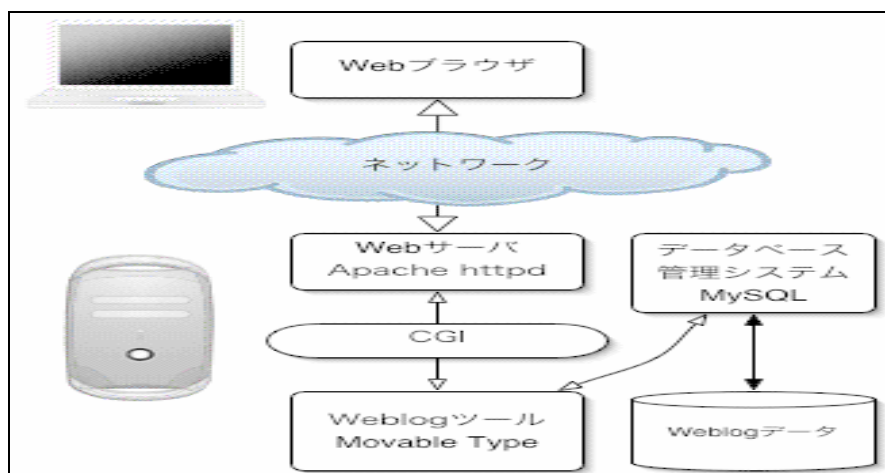 Webブラウザ
ネットワーク
Webサーバ
Apache httpd
データベース
管理システム
MySQL
CGI
Weblogツール
Movable Type
Weblogデータ